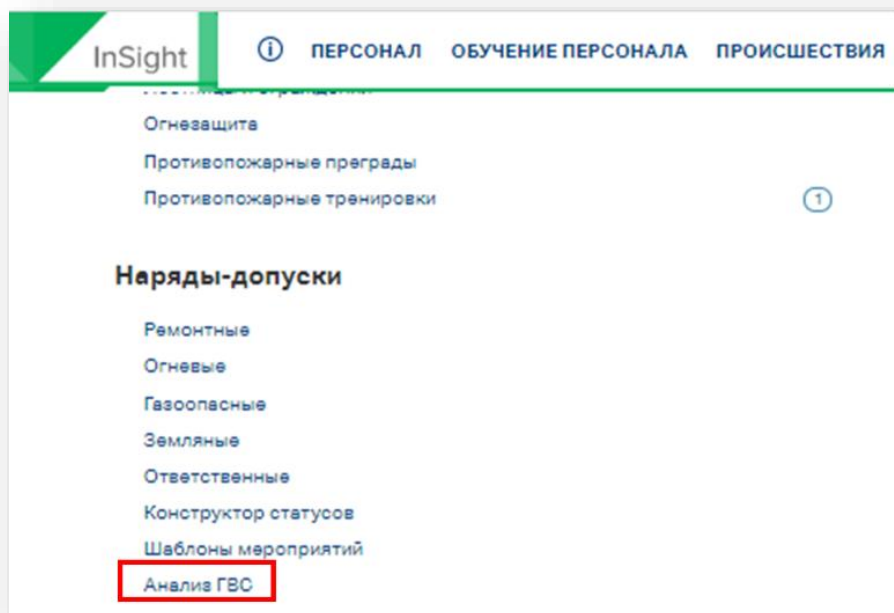 InSight ПЕРСОНАЛ ОБУЧЕНИЕ ПЕРСОНАЛА ПРОИСШЕСТВИЯ
Огнезащита
Противопожарные преграды
Противопожарные тренировки 1
Наряды-допуски
Ремонтные
Огневые
Газоопасные
Земляные
Ответственные
Конструктор статусов
Шаблоны мероприятий
Анализ ГВС